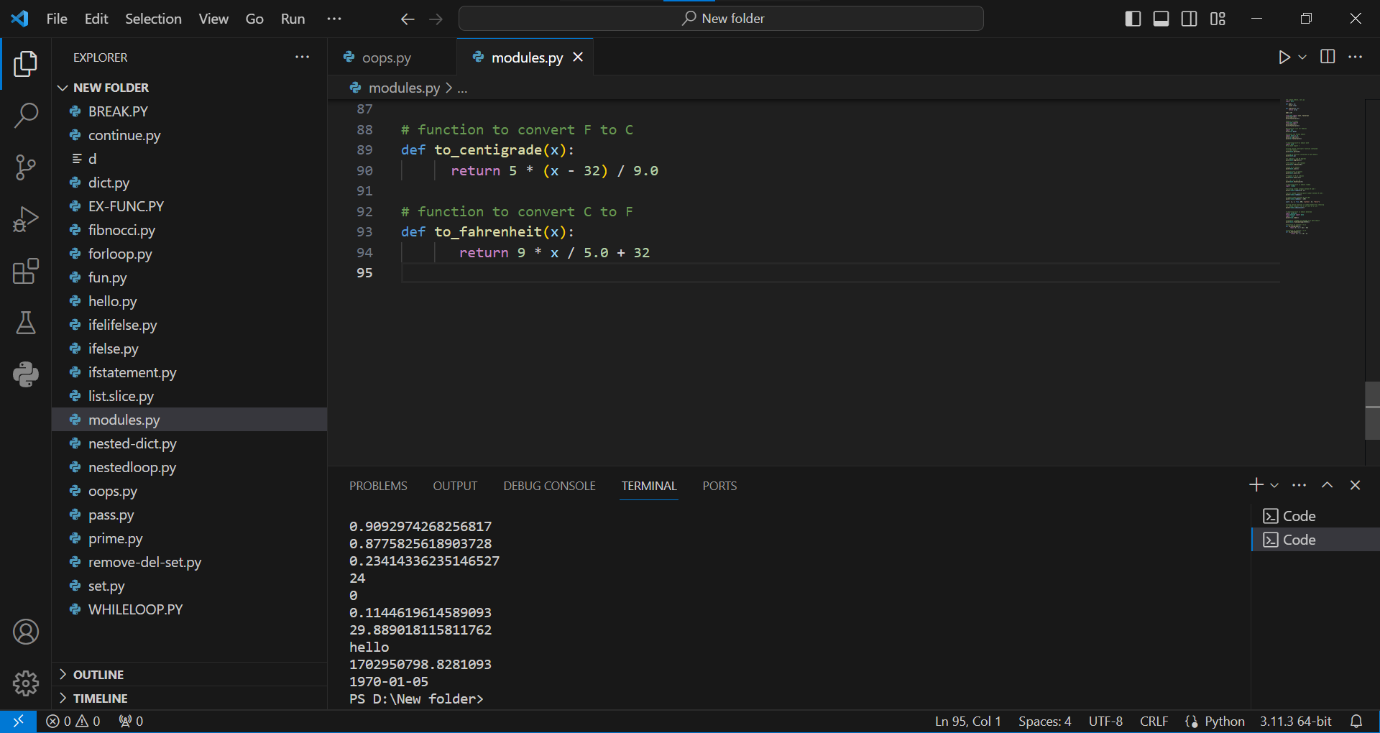 File Edit Selection View Go Run ...
New folder
EXPLORER ...
NEW FOLDER
BREAK.PY
continue.py
d
dict.py
EX-FUNC.PY
fibnocci.py
forloop.py
fun.py
hello.py
ifelifelse.py
ifelse.py
ifstatement.py
list.slice.py
modules.py
nested-dict.py
nestedloop.py
oops.py
pass.py
prime.py
remove-del-set.py
set.py
WHILELOOP.PY
OUTLINE
TIMELINE
oops.py modules.py
modules.py > ...
87
88 # function to convert F to C
89 def to_centigrade(x):
90 return 5 * (x - 32) / 9.0
91
92 # function to convert C to F
93 def to_fahrenheit(x):
94 return 9 * x / 5.0 + 32
95
PROBLEMS OUTPUT DEBUG CONSOLE TERMINAL PORTS
0.9092974268256817
0.8775825618903728
0.23414336235146527
24
0
0.1144619614589093
29.889018115811762
hello
1702950798.8281093
1970-01-05
PS D:\New folder>
Code
Code
0 0 0
Ln 95, Col 1 Spaces: 4 UTF-8 CRLF Python 3.11.3 64-bit